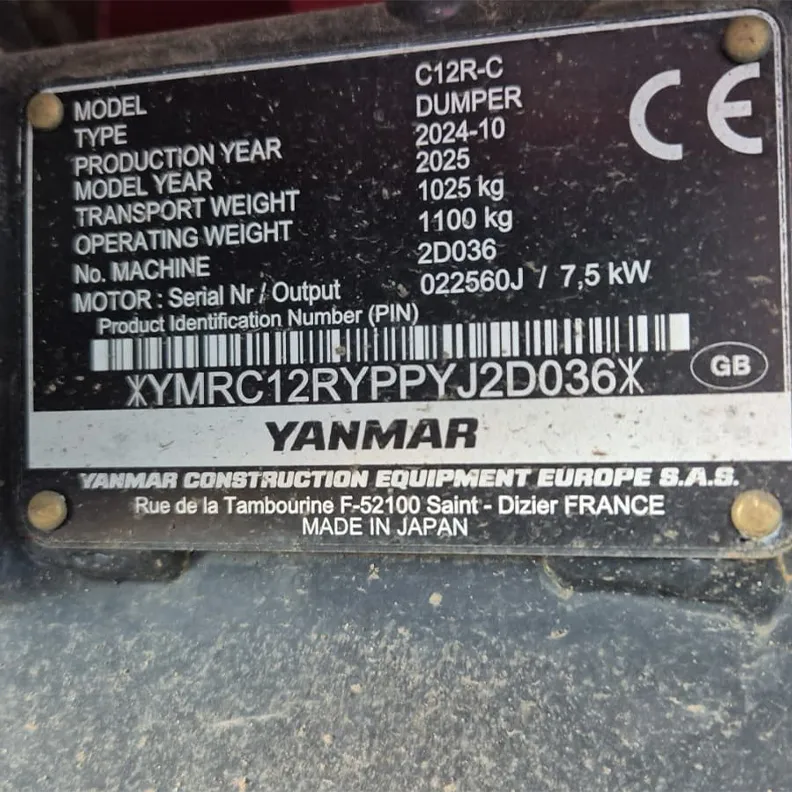 MODEL C12R-C
TYPE DUMPER
PRODUCTION YEAR 2024-10
MODEL YEAR 2025
TRANSPORT WEIGHT 1025 kg
OPERATING WEIGHT 1100 kg
No. MACHINE 2D036
MOTOR : Serial Nr / Output 022560J / 7,5 kW
CE
Product Identification Number (PIN)
*YMRC12RYPPYJ2D036*
GB
YANMAR
YANMAR CONSTRUCTION EQUIPMENT EUROPE S.A.S.
Rue de la Tambourine F-52100 Saint - Dizier FRANCE
MADE IN JAPAN